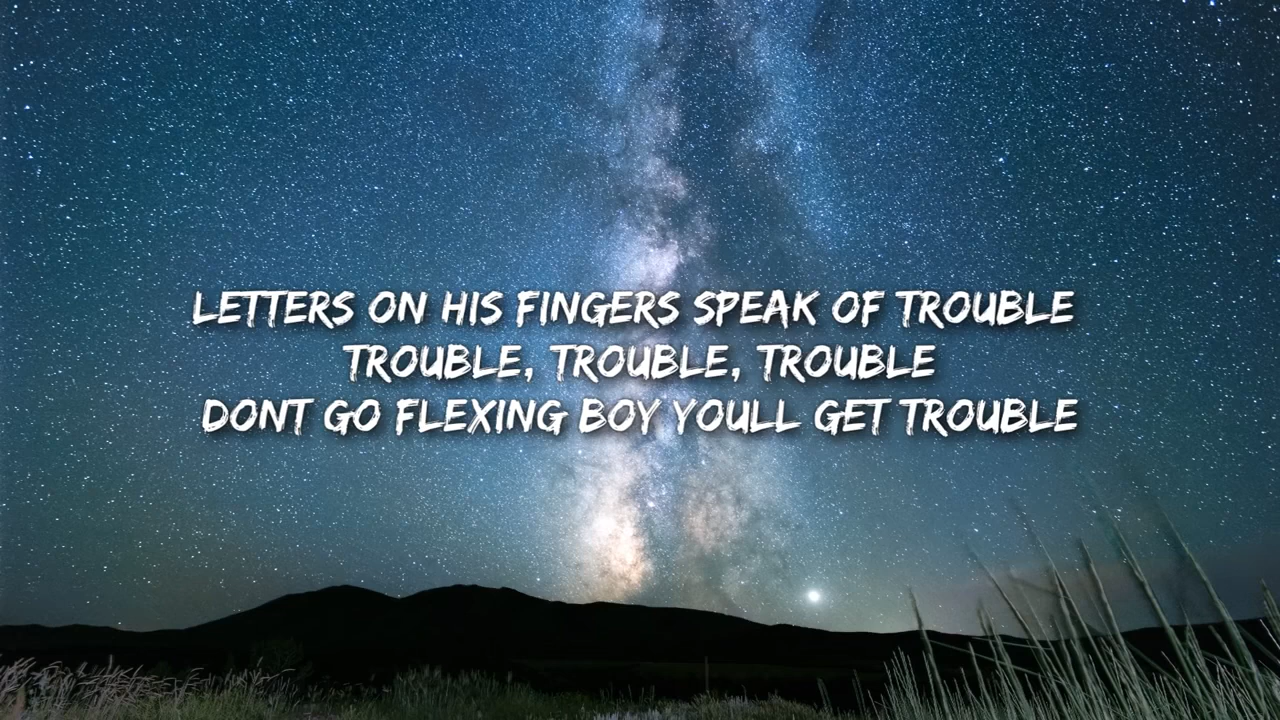 LETTERS ON HIS FINGERS SPEAK OF TROUBLE
TROUBLE, TROUBLE, TROUBLE
DONT GO FLEXING BOY YOULL GET TROUBLE